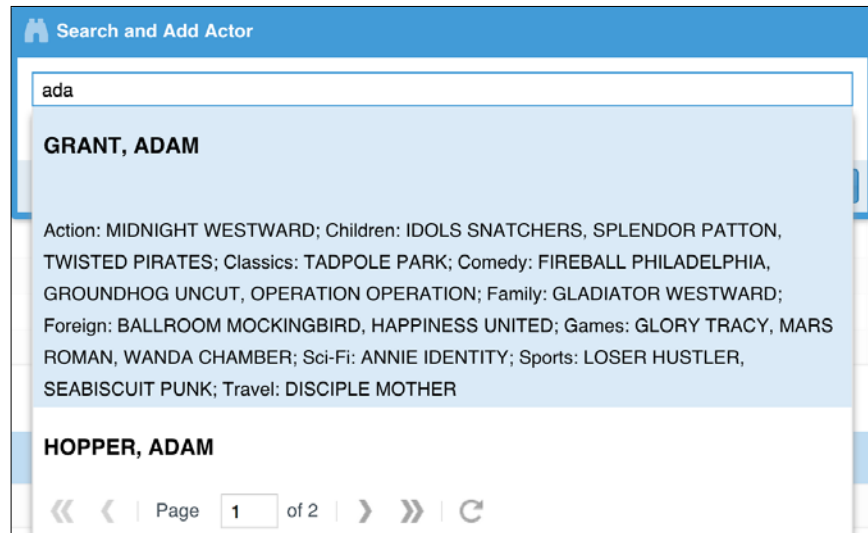 Search and Add Actor
ada
GRANT, ADAM
Action: MIDNIGHT WESTWARD; Children: IDOLS SNATCHERS, SPLENDOR PATTON,
TWISTED PIRATES; Classics: TADPOLE PARK; Comedy: FIREBALL PHILADELPHIA,
GROUNDHOG UNCUT, OPERATION OPERATION; Family: GLADIATOR WESTWARD;
Foreign: BALLROOM MOCKINGBIRD, HAPPINESS UNITED; Games: GLORY TRACY, MARS
ROMAN, WANDA CHAMBER; Sci-Fi: ANNIE IDENTITY; Sports: LOSER HUSTLER,
SEABISCUIT PUNK; Travel: DISCIPLE MOTHER
HOPPER, ADAM
Page 1 of 2